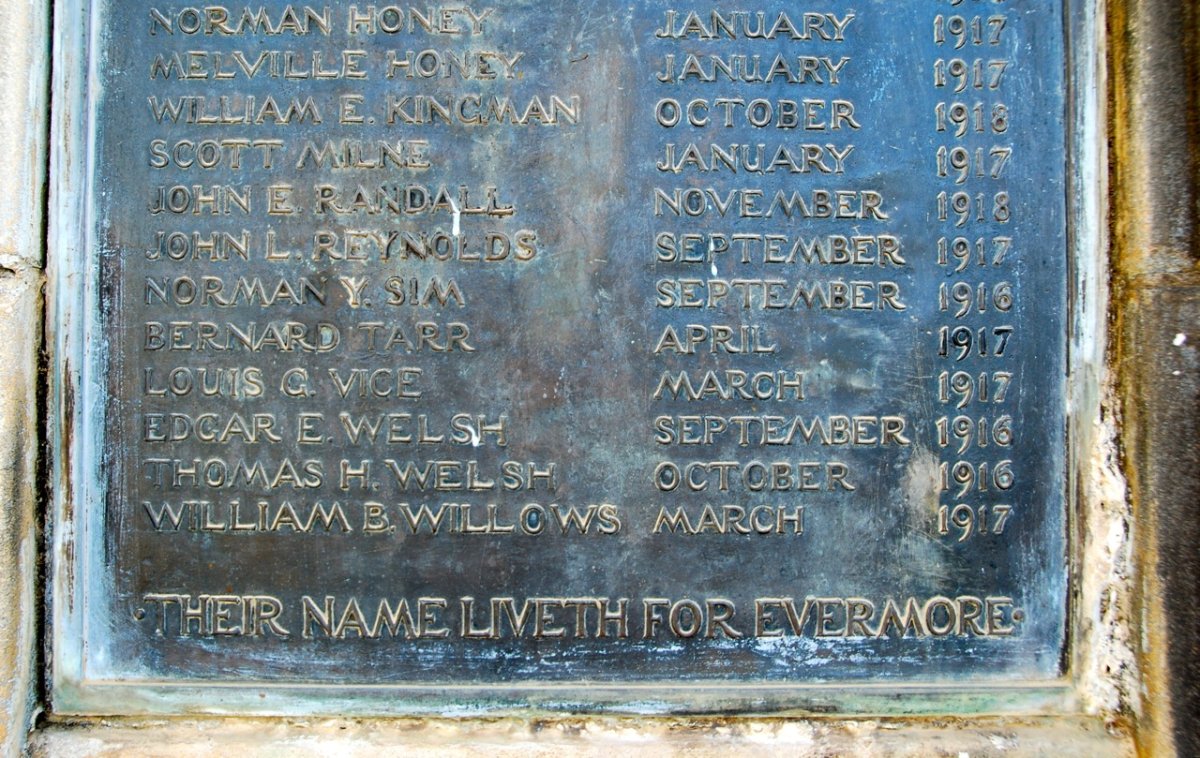 NORMAN HONEY JANUARY 1917
MELVILLE HONEY JANUARY 1917
WILLIAM E. KINGMAN OCTOBER 1918
SCOTT MILNE JANUARY 1917
JOHN E. RANDALL NOVEMBER 1918
JOHN L. REYNOLDS SEPTEMBER 1917
NORMAN Y. SIM SEPTEMBER 1916
BERNARD TARR APRIL 1917
LOUIS G. VICE MARCH 1917
EDGAR E. WELSH SEPTEMBER 1916
THOMAS H. WELSH OCTOBER 1916
WILLIAM B. WILLOWS MARCH 1917
·THEIR NAME LIVETH FOR EVERMORE·